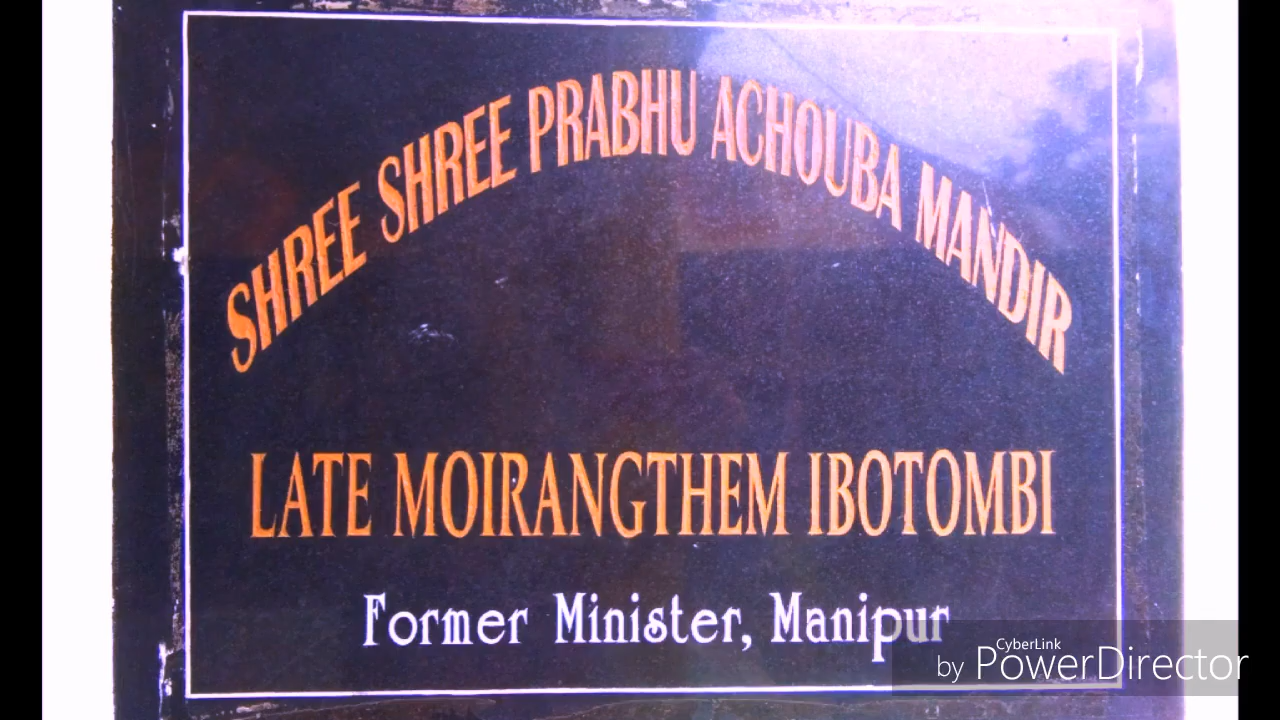 SHREE SHREE PRABHU ACHOUBA MANDIR
LATE MOIRANGTHEM IBOTOMBI
Former Minister, Manipur
CyberLink
by PowerDirector